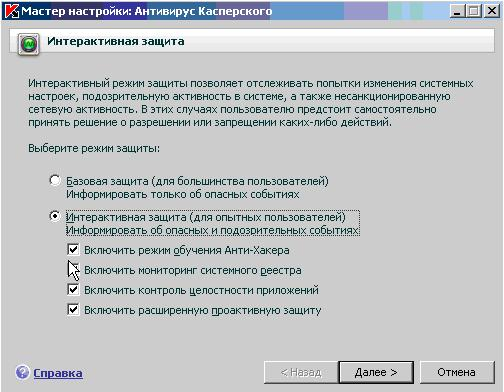 Мастер настройки: Антивирус Касперского
Интерактивная защита
Интерактивный режим защиты позволяет отслеживать попытки изменения системных
настроек, подозрительную активность в системе, а также несанкционированную
сетевую активность. В этих случаях пользователю предстоит самостоятельно
принять решение о разрешении или запрещении каких-либо действий.
Выберите режим защиты:
Базовая защита (для большинства пользователей)
Информировать только об опасных событиях
Интерактивная защита (для опытных пользователей)
Информировать об опасных и подозрительных событиях
Включить режим обучения Анти-Хакера
Включить мониторинг системного реестра
Включить контроль целостности приложений
Включить расширенную проактивную защиту
Справка
< Назад
Далее >
Отмена